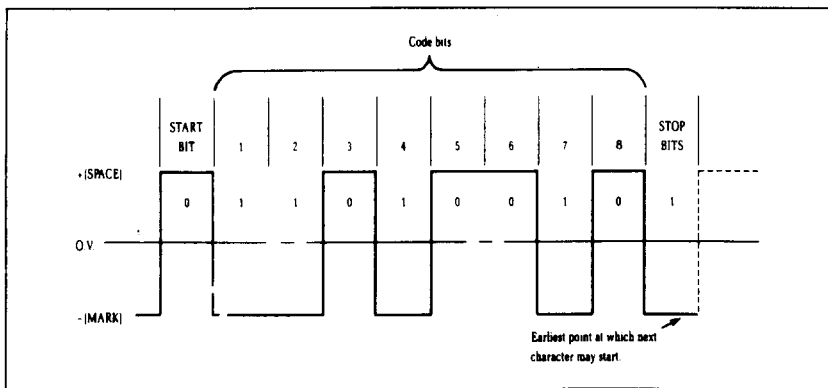 Code bits
START BIT 1 2 3 4 5 6 7 8 STOP BITS
+(SPACE)
0 1 1 0 1 0 0 1 0 1
O.V.
-(MARK)
Earliest point at which next
character may start.